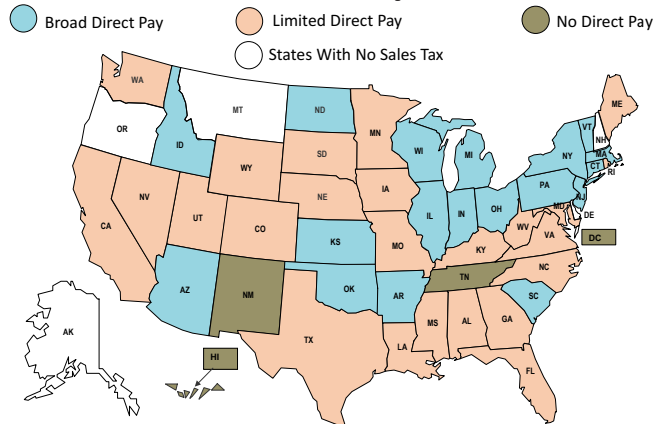 Broad Direct Pay
Limited Direct Pay
No Direct Pay
States With No Sales Tax
WA
MT
ND
MN
ME
VT
NH
OR
ID
SD
WI
MI
NY
MA
CT
RI
WY
IA
PA
NJ
NV
NE
IL
IN
OH
MD
DE
CA
UT
CO
KS
MO
KY
WV
VA
DC
AZ
NM
OK
AR
TN
NC
SC
AK
HI
TX
LA
MS
AL
GA
FL